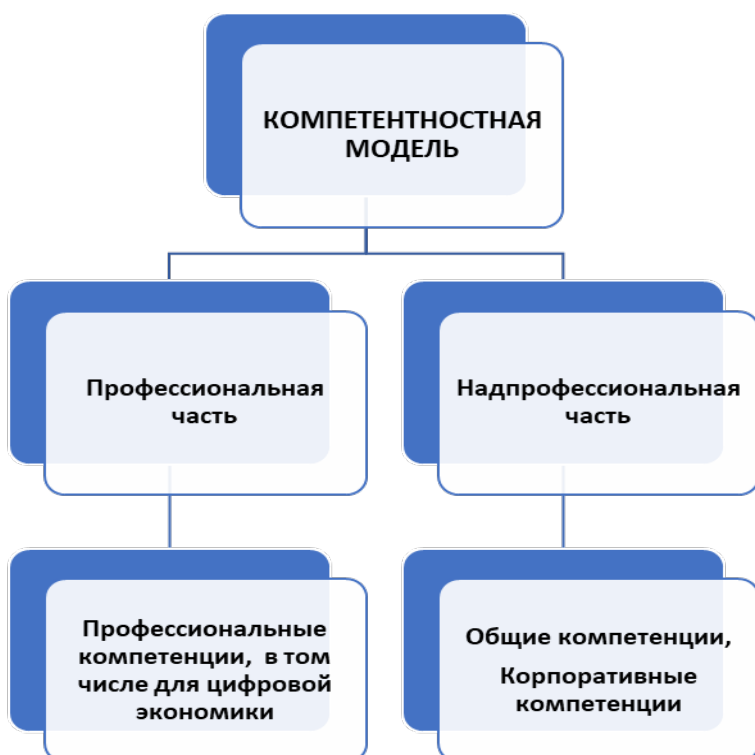 КОМПЕТЕНТНОСТНАЯ
МОДЕЛЬ
Профессиональная
часть
Надпрофессиональная
часть
Профессиональные
компетенции, в том
числе для цифровой
экономики
Общие компетенции,
Корпоративные
компетенции